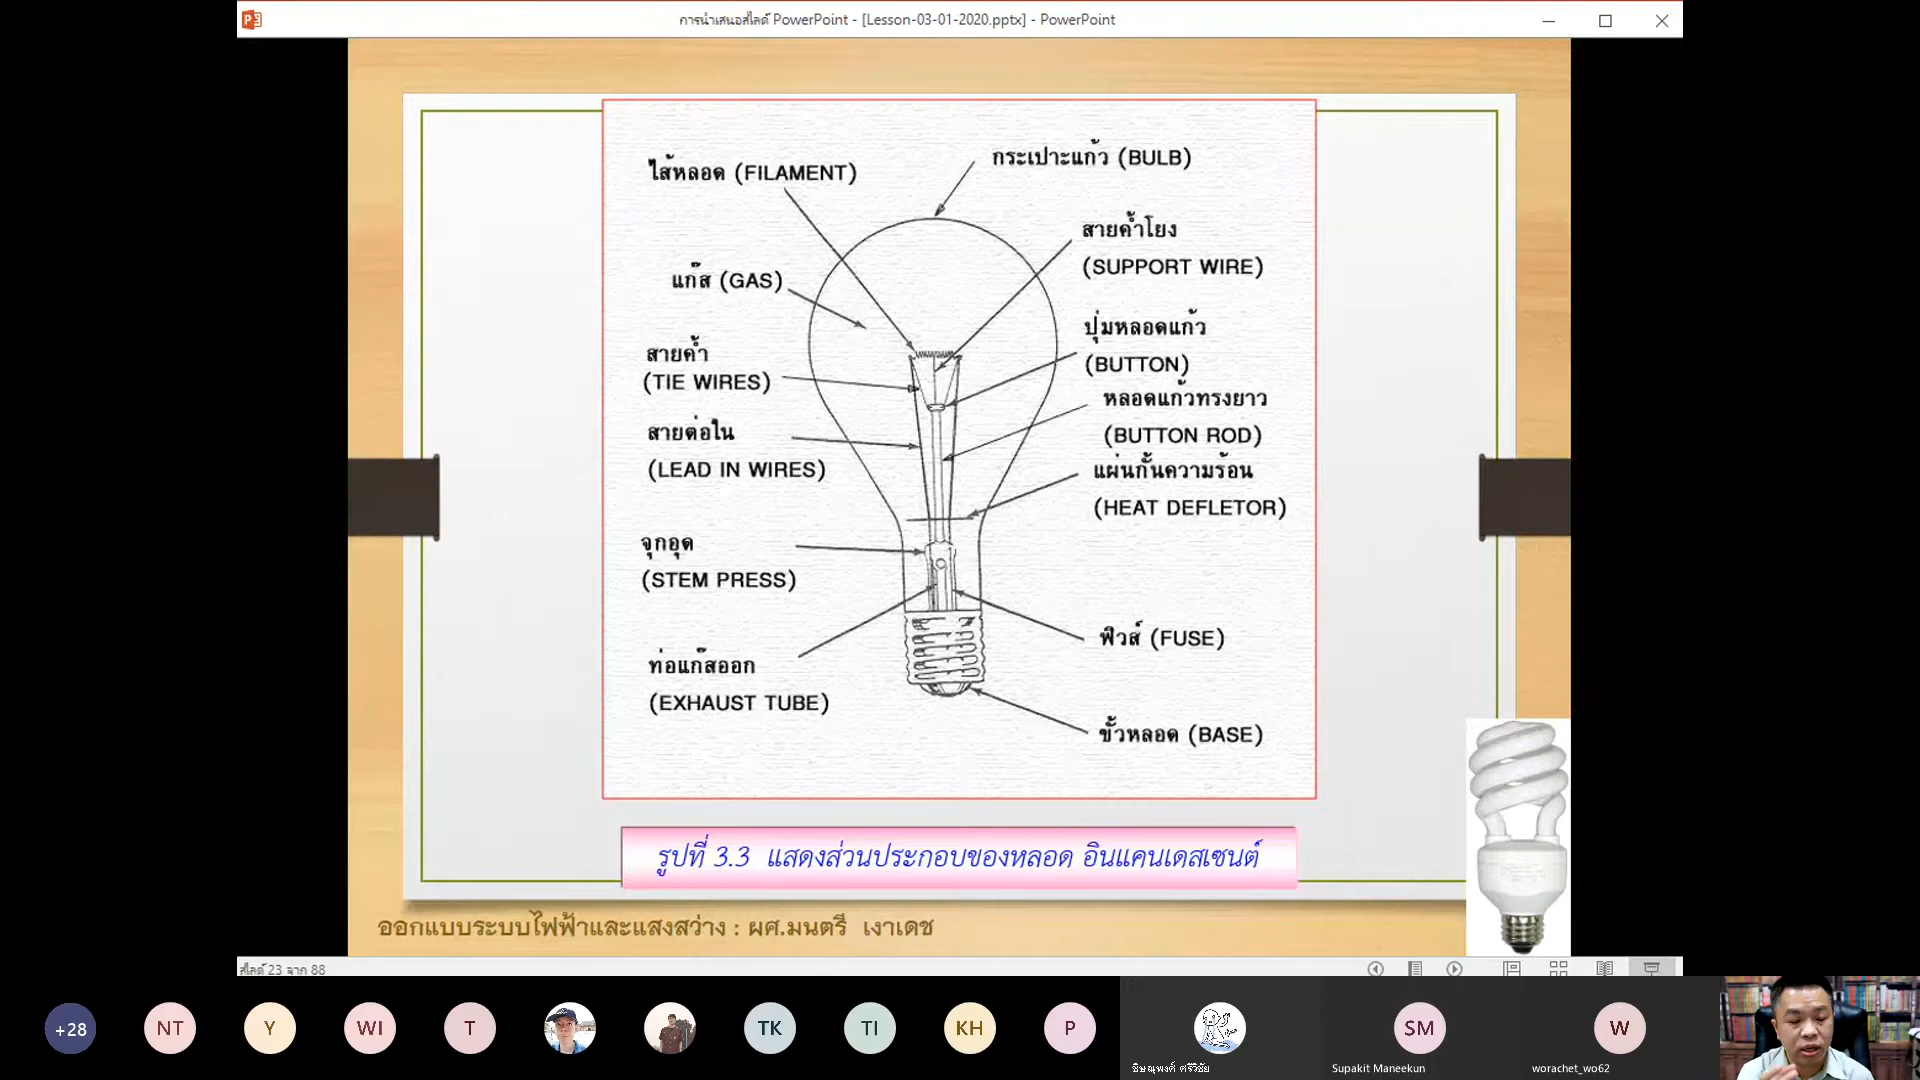 การนำเสนอสไลด์ PowerPoint - [Lesson-03-01-2020.pptx] - PowerPoint
ไส้หลอด (FILAMENT)
กระเปาะแก้ว (BULB)
แก๊ส (GAS)
สายค้ำโยง
(SUPPORT WIRE)
สายค้ำ
(TIE WIRES)
ปุ่มหลอดแก้ว
(BUTTON)
สายต่อใน
(LEAD IN WIRES)
หลอดแก้วทรงยาว
(BUTTON ROD)
แผ่นกั้นความร้อน
(HEAT DEFLETOR)
จุกอุด
(STEM PRESS)
ฟิวส์ (FUSE)
ท่อแก๊สออก
(EXHAUST TUBE)
ขั้วหลอด (BASE)
รูปที่ 3.3 แสดงส่วนประกอบของหลอด อินแคนเดสเซนต์
ออกแบบระบบไฟฟ้าและแสงสว่าง : ผศ.มนตรี เงาเดช
สไลด์ 23 จาก 88
+28
NT
Y
WI
T
TK
TI
KH
P
SM
W
Supakit Maneekun
worachet_wo62